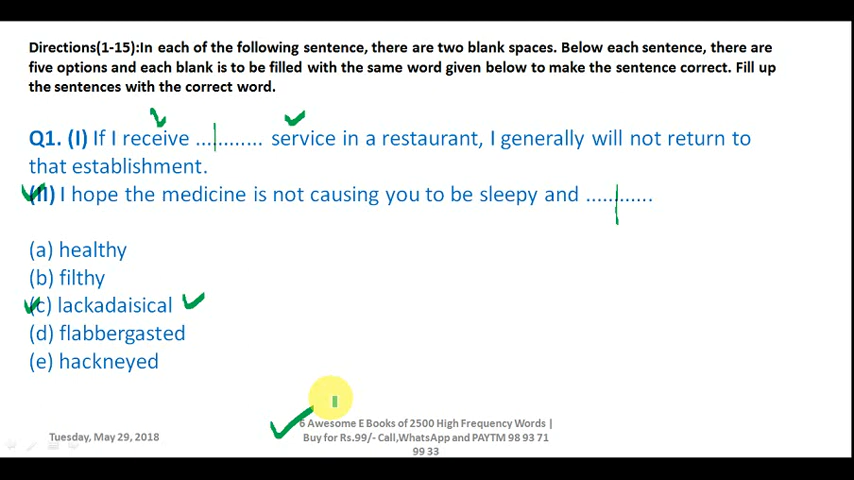 Directions(1-15):In each of the following sentence, there are two blank spaces. Below each sentence, there are
five options and each blank is to be filled with the same word given below to make the sentence correct. Fill up
the sentences with the correct word.
Q1. (I) If I receive ............ service in a restaurant, I generally will not return to
that establishment.
(II) I hope the medicine is not causing you to be sleepy and ............
(a) healthy
(b) filthy
(c) lackadaisical
(d) flabbergasted
(e) hackneyed
6 Awesome E Books of 2500 High Frequency Words |
Tuesday, May 29, 2018 Buy for Rs.99/- Call,WhatsApp and PAYTM 98 93 71
99 33